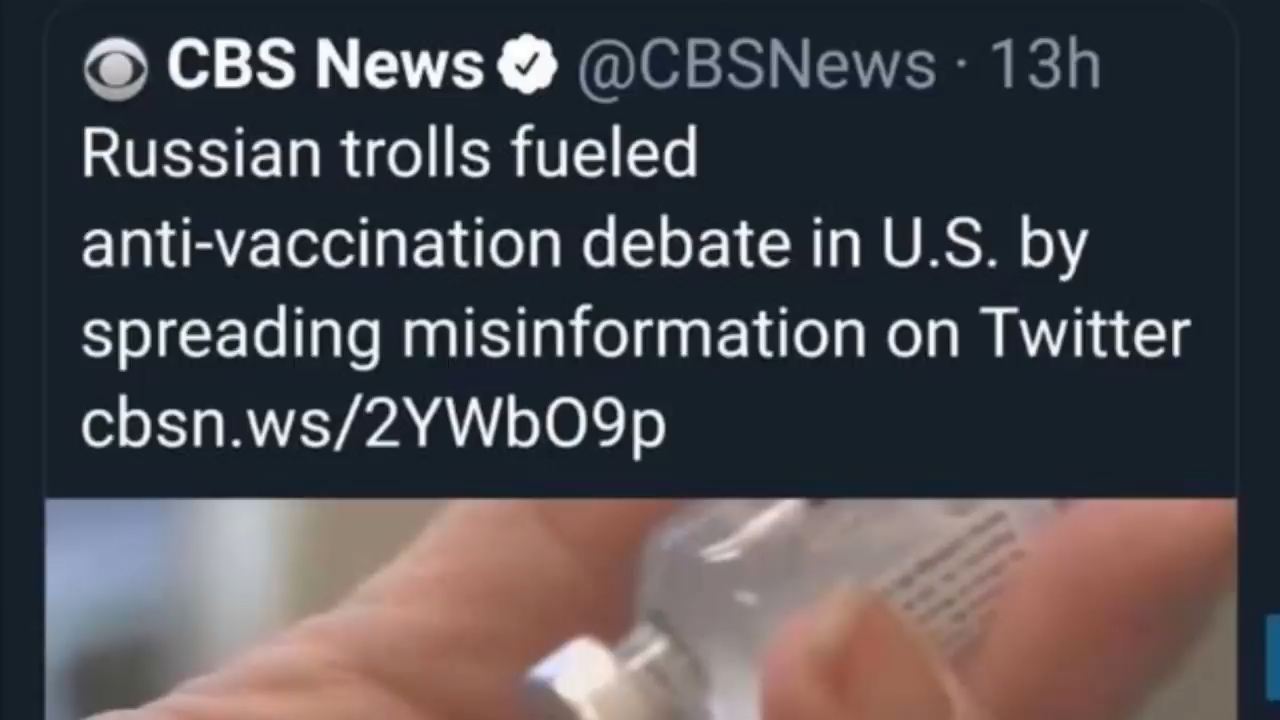 CBS News @CBSNews · 13h
Russian trolls fueled
anti-vaccination debate in U.S. by
spreading misinformation on Twitter
cbsn.ws/2YWbO9p